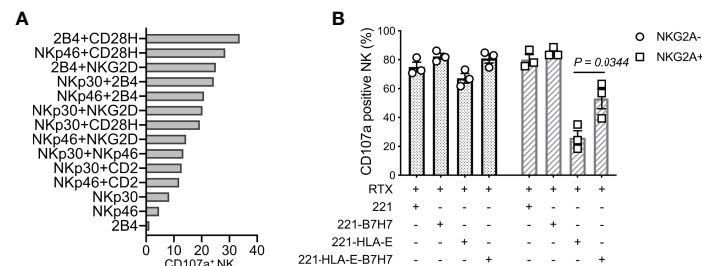 A
2B4+CD28H
NKp46+CD28H
2B4+NKG2D
NKp30+2B4
NKp46+2B4
NKp30+NKG2D
NKp30+CD28H
NKp46+NKG2D
NKp30+NKp46
NKp30+CD2
NKp46+CD2
NKp30
NKp46
2B4
0 10 20 30 40
CD107a+ NK
B
CD107a positive NK (%)
100
80
60
40
20
0
NKG2A-
NKG2A+
P = 0.0344
RTX + + + + + + + +
221 + - - - + - - -
221-B7H7 - + - - - + - -
221-HLA-E - - + - - - + -
221-HLA-E-B7H7 - - - + - - - +